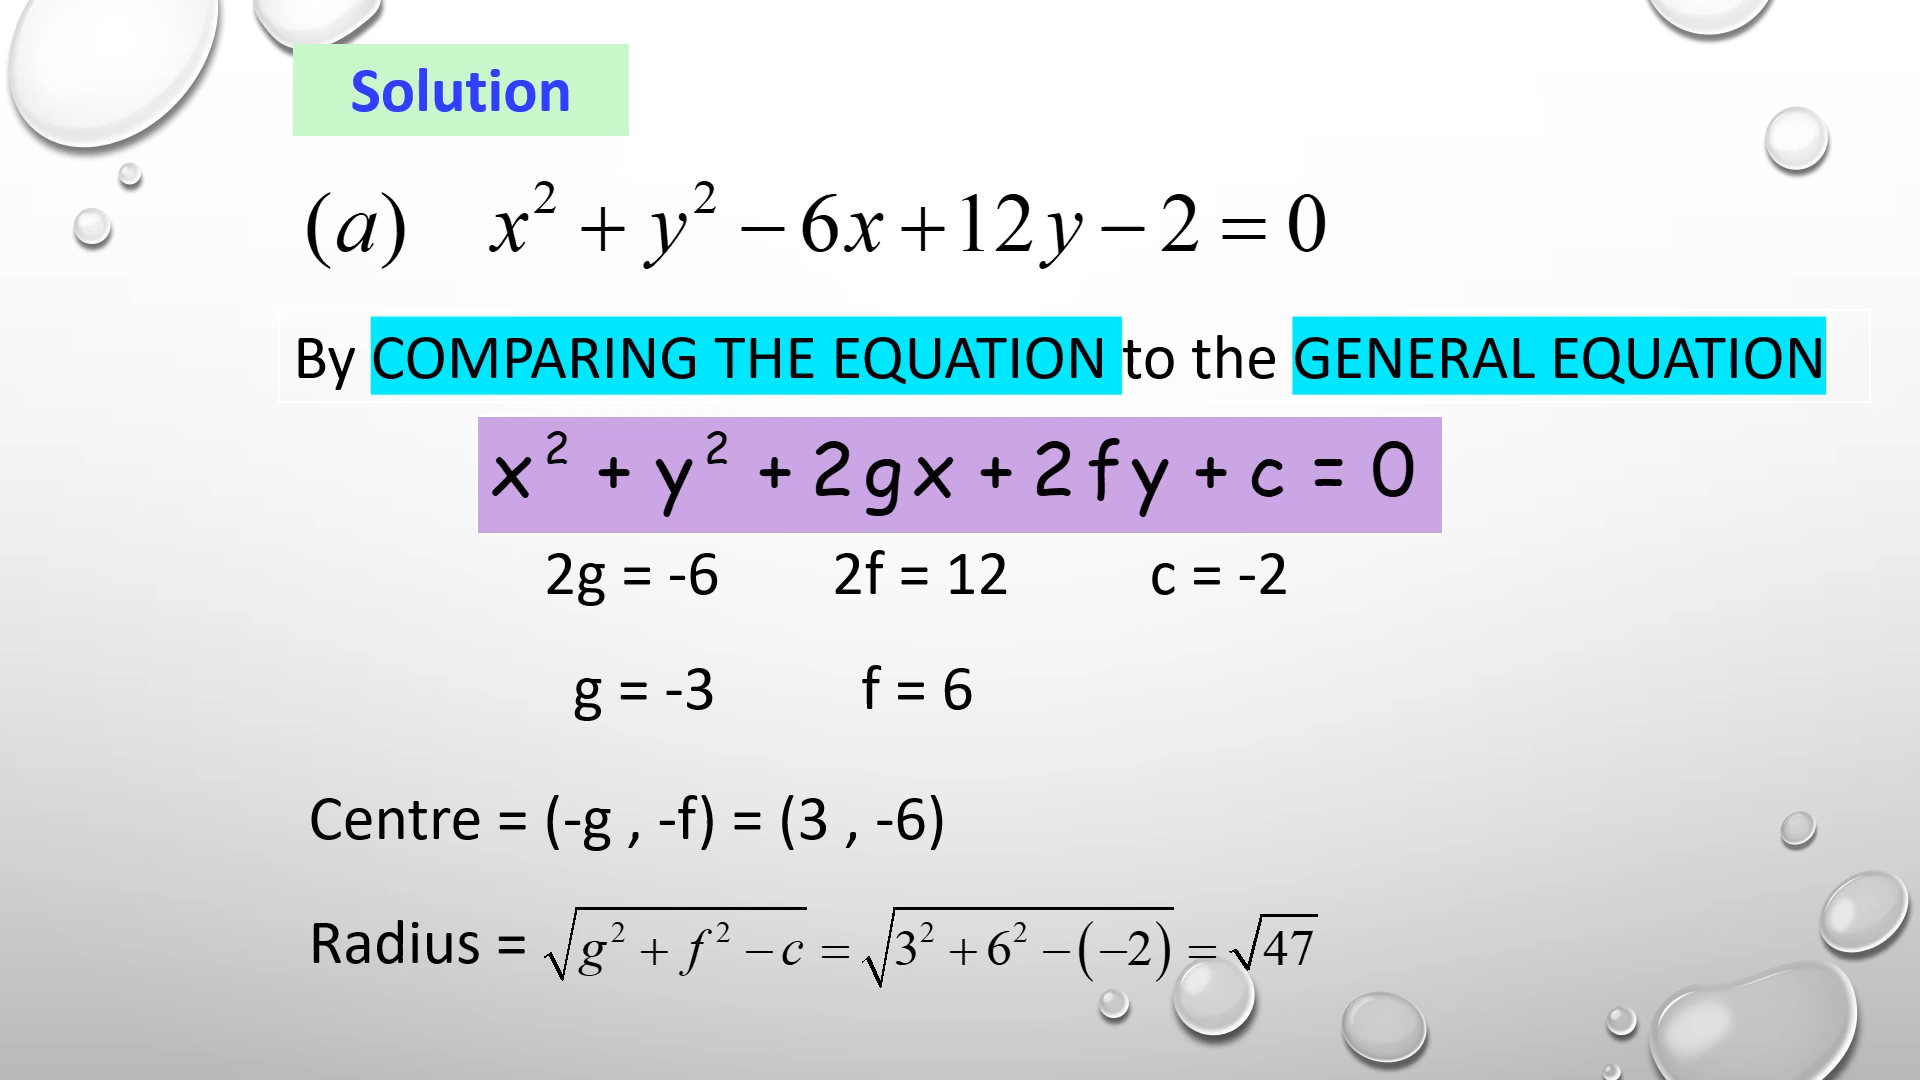 Solution
(a) x² + y² − 6x + 12y − 2 = 0
By COMPARING THE EQUATION to the GENERAL EQUATION
x² + y² + 2gx + 2fy + c = 0
2g = -6 2f = 12 c = -2
g = -3 f = 6
Centre = (-g , -f) = (3 , -6)
Radius = √(g² + f² − c) = √(3² + 6² − (−2)) = √47